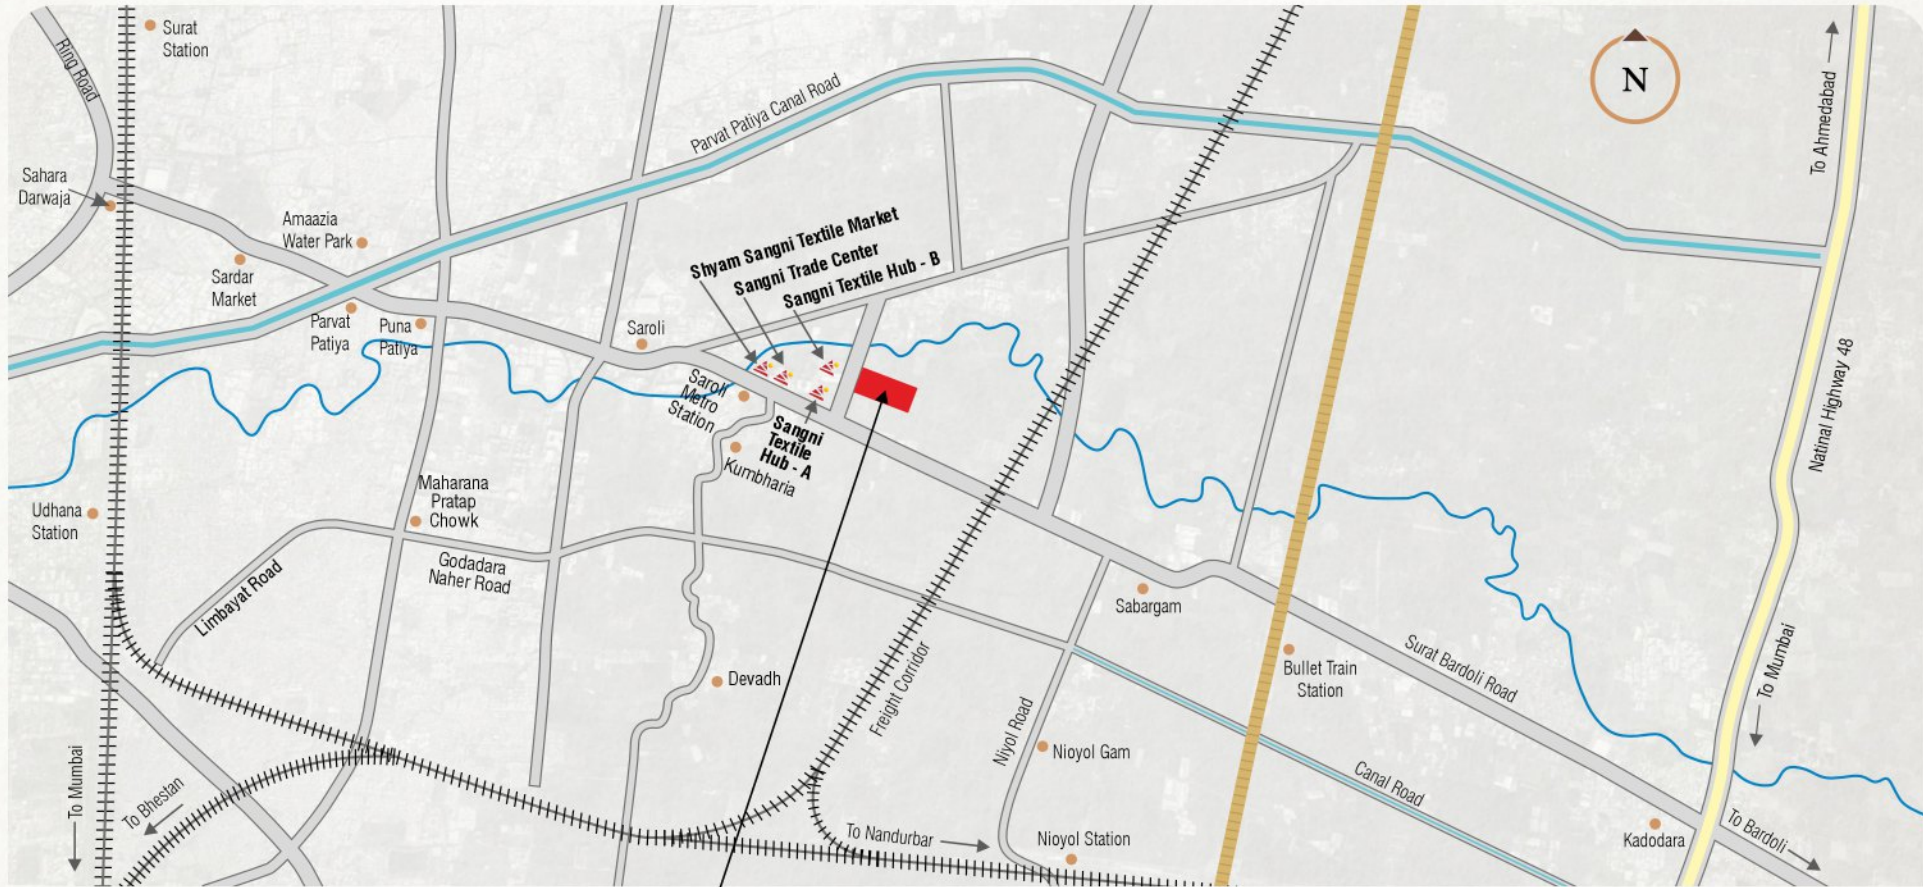 Surat
Station
Ring Road
N
To Ahmedabad
Parvat Patiya Canal Road
Sahara
Darwaja
Amaazia
Water Park
Sardar
Market
Shyam Sangni Textile Market
Sangni Trade Center
Sangni Textile Hub - B
Parvat
Patiya
Puna
Patiya
Saroli
Saroli
Metro
Station
Sangni
Textile
Hub - A
Kumbharia
Natinal Highway 48
Maharana
Pratap
Chowk
Udhana
Station
Godadara
Naher Road
Limbayat Road
Sabargam
Bullet Train
Station
Surat Bardoli Road
To Mumbai
Devadh
Freight Corridor
Niyol Road
Nioyol Gam
Canal Road
To Mumbai
To Bhestan
To Nandurbar
Nioyol Station
Kadodara
To Bardoli